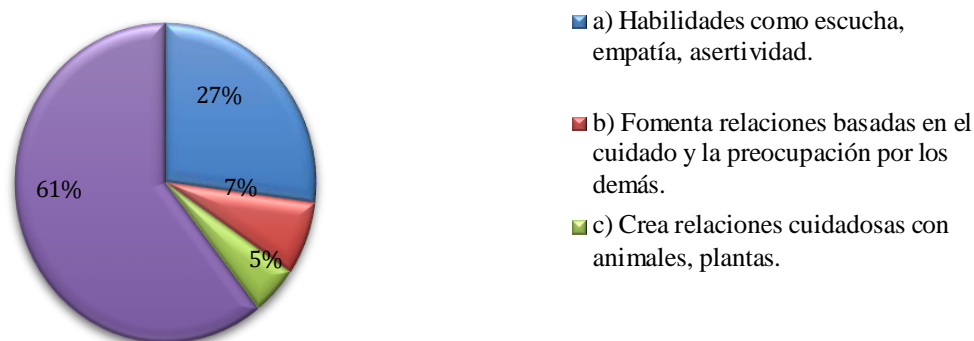 27%
7%
5%
61%
a) Habilidades como escucha,
empatía, asertividad.
b) Fomenta relaciones basadas en el
cuidado y la preocupación por los
demás.
c) Crea relaciones cuidadosas con
animales, plantas.